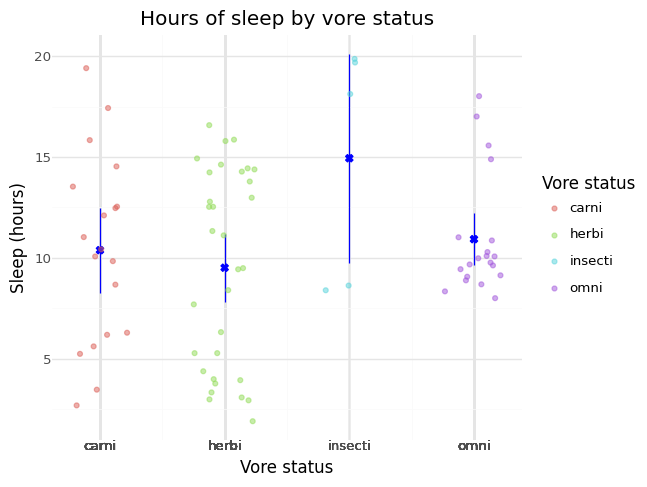 Hours of sleep by vore status
Sleep (hours)
20
15
10
5
carni
herbi
insecti
omni
Vore status
Vore status
carni
herbi
insecti
omni